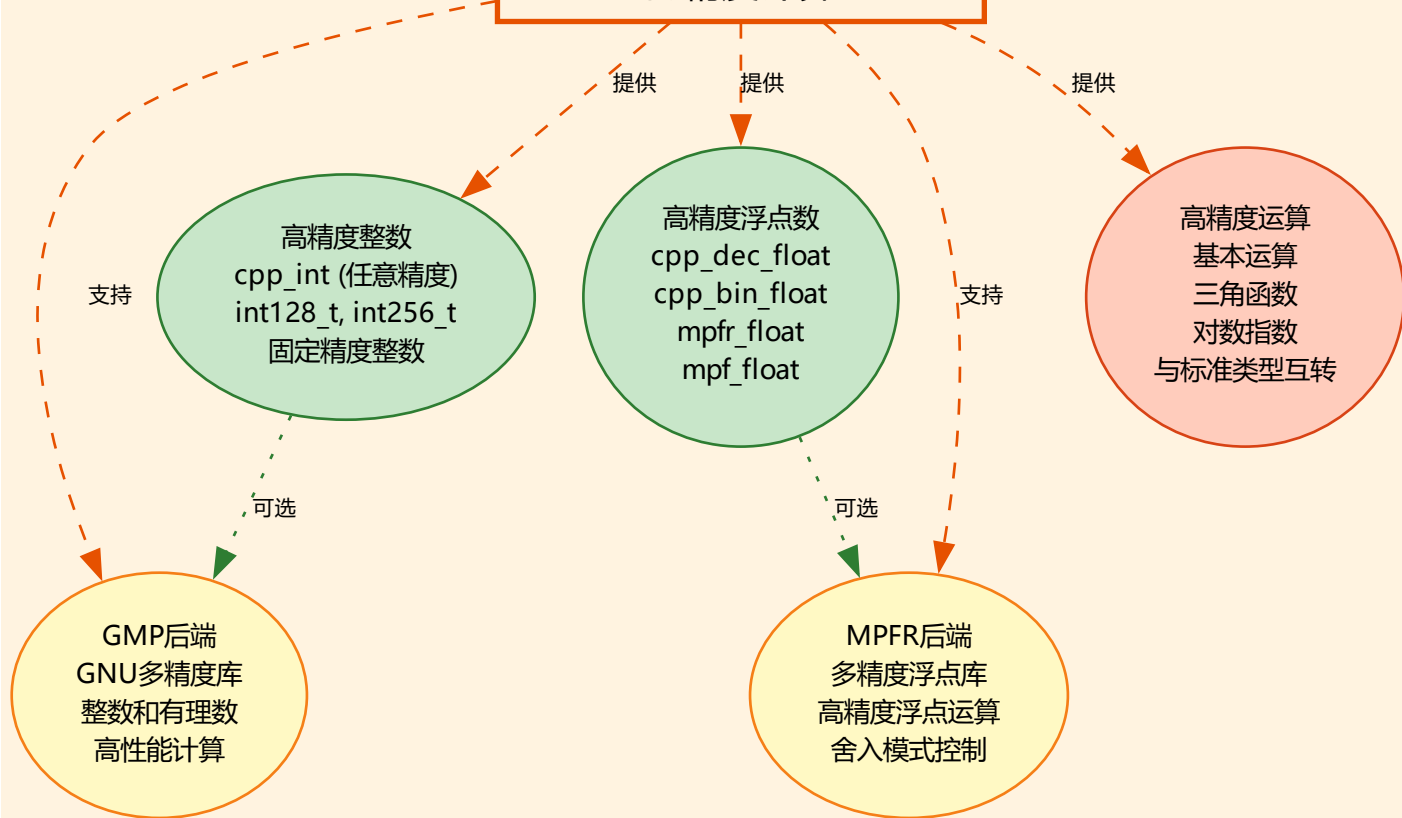 提供
提供
提供
高精度整数
cpp_int (任意精度)
int128_t, int256_t
固定精度整数
高精度浮点数
cpp_dec_float
cpp_bin_float
mpfr_float
mpf_float
高精度运算
基本运算
三角函数
对数指数
与标准类型互转
支持
支持
可选
可选
GMP后端
GNU多精度库
整数和有理数
高性能计算
MPFR后端
多精度浮点库
高精度浮点运算
舍入模式控制